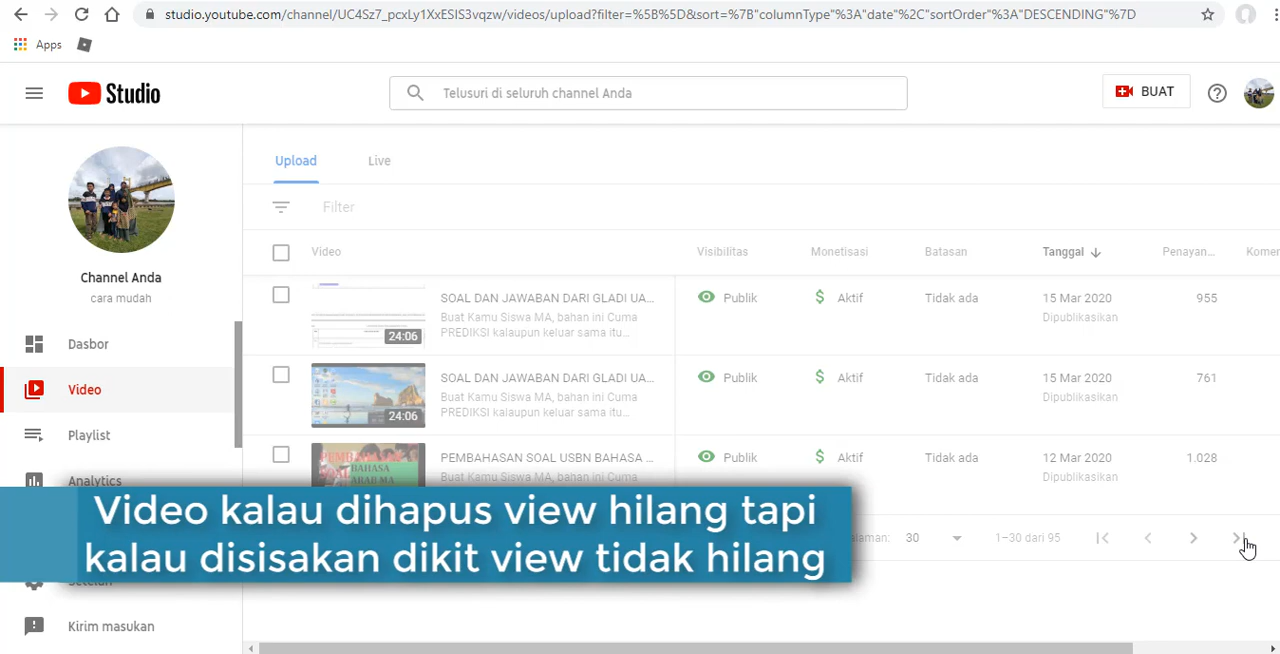 studio.youtube.com/channel/UC4Sz7_pcxLy1XxESIS3vqzw/videos/upload?filter=%5B%5D&sort=%7B"columnType"%3A"date"%2C"sortOrder"%3A"DESCENDING"%7D
Apps
Studio
Telusuri di seluruh channel Anda
BUAT
Channel Anda
cara mudah
Dasbor
Video
Playlist
Analytics
Kirim masukan
Upload
Live
Filter
Video
Visibilitas
Monetisasi
Batasan
Tanggal
Penayan...
Komen
24:06
SOAL DAN JAWABAN DARI GLADI UA...
Buat Kamu Siswa MA, bahan ini Cuma
PREDIKSI kalaupun keluar sama itu...
Publik
Aktif
Tidak ada
15 Mar 2020
Dipublikasikan
955
24:06
SOAL DAN JAWABAN DARI GLADI UA...
Buat Kamu Siswa MA, bahan ini Cuma
PREDIKSI kalaupun keluar sama itu...
Publik
Aktif
Tidak ada
15 Mar 2020
Dipublikasikan
761
PEMBAHASAN SOAL USBN BAHASA ...
Buat Kamu Siswa MA, bahan ini Cuma
Publik
Aktif
Tidak ada
12 Mar 2020
Dipublikasikan
1.028
30
1–30 dari 95
Video kalau dihapus view hilang tapi
kalau disisakan dikit view tidak hilang